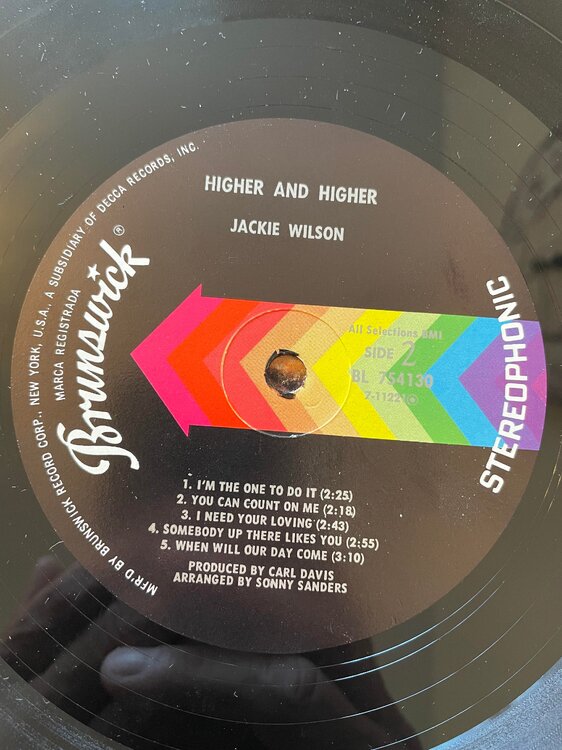 HIGHER AND HIGHER
JACKIE WILSON
Brunswick®
MARCA REGISTRADA
MFR'D BY BRUNSWICK RECORD CORP., NEW YORK, U.S.A. A SUBSIDIARY OF DECCA RECORDS, INC.
STEREOPHONIC
All Selections BMI
SIDE 2
BL 754130
7-11221
1. I'M THE ONE TO DO IT (2:25)
2. YOU CAN COUNT ON ME (2:18)
3. I NEED YOUR LOVING (2:43)
4. SOMEBODY UP THERE LIKES YOU (2:55)
5. WHEN WILL OUR DAY COME (3:10)
PRODUCED BY CARL DAVIS
ARRANGED BY SONNY SANDERS